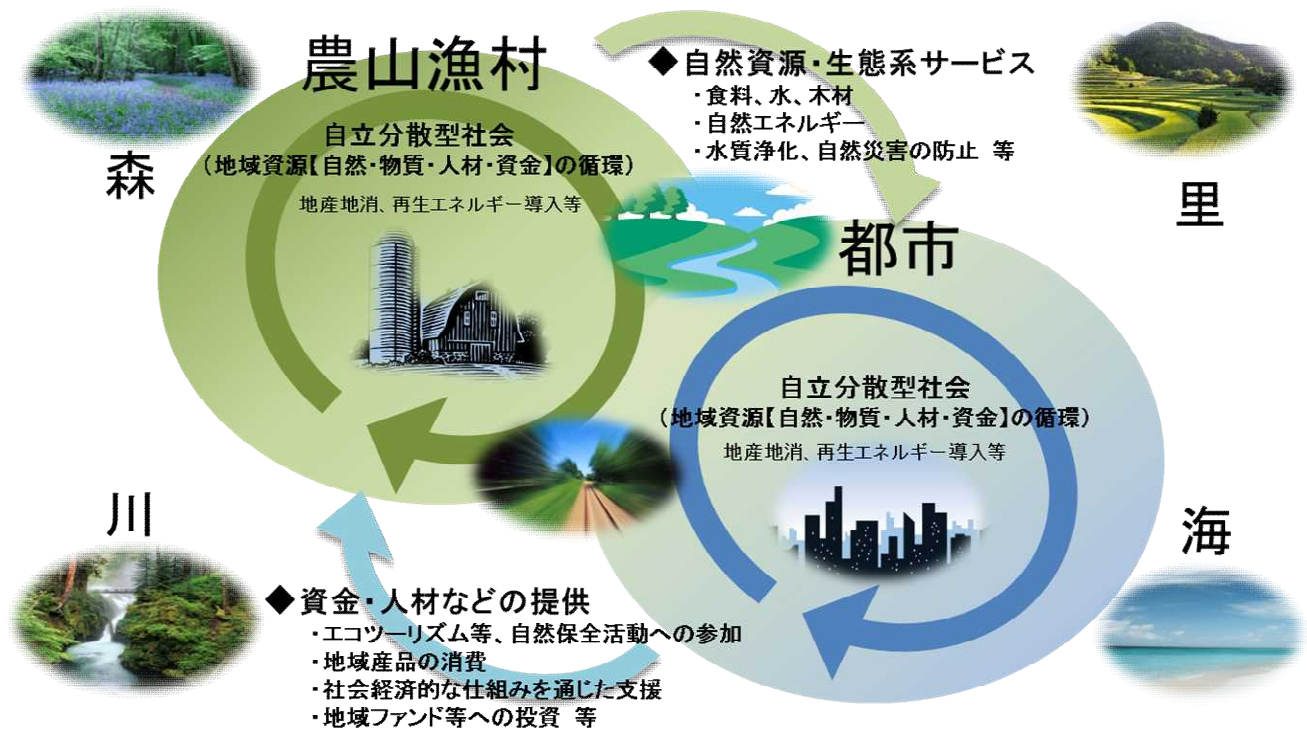 農山漁村
自立分散型社会
（地域資源【自然・物質・人材・資金】の循環）
地産地消、再生エネルギー導入等
◆自然資源・生態系サービス
・食料、水、木材
・自然エネルギー
・水質浄化、自然災害の防止 等
森
里
都市
自立分散型社会
（地域資源【自然・物質・人材・資金】の循環）
地産地消、再生エネルギー導入等
川
海
◆資金・人材などの提供
・エコツーリズム等、自然保全活動への参加
・地域産品の消費
・社会経済的な仕組みを通じた支援
・地域ファンド等への投資 等